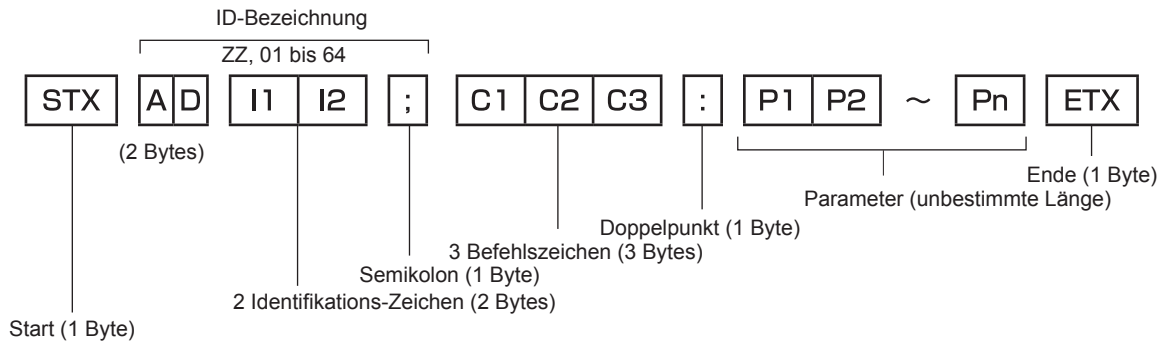 ID-Bezeichnung
ZZ, 01 bis 64
STX A D I1 I2 ; C1 C2 C3 : P1 P2 ~ Pn ETX
(2 Bytes)
Ende (1 Byte)
Parameter (unbestimmte Länge)
Doppelpunkt (1 Byte)
3 Befehlszeichen (3 Bytes)
Semikolon (1 Byte)
2 Identifikations-Zeichen (2 Bytes)
Start (1 Byte)